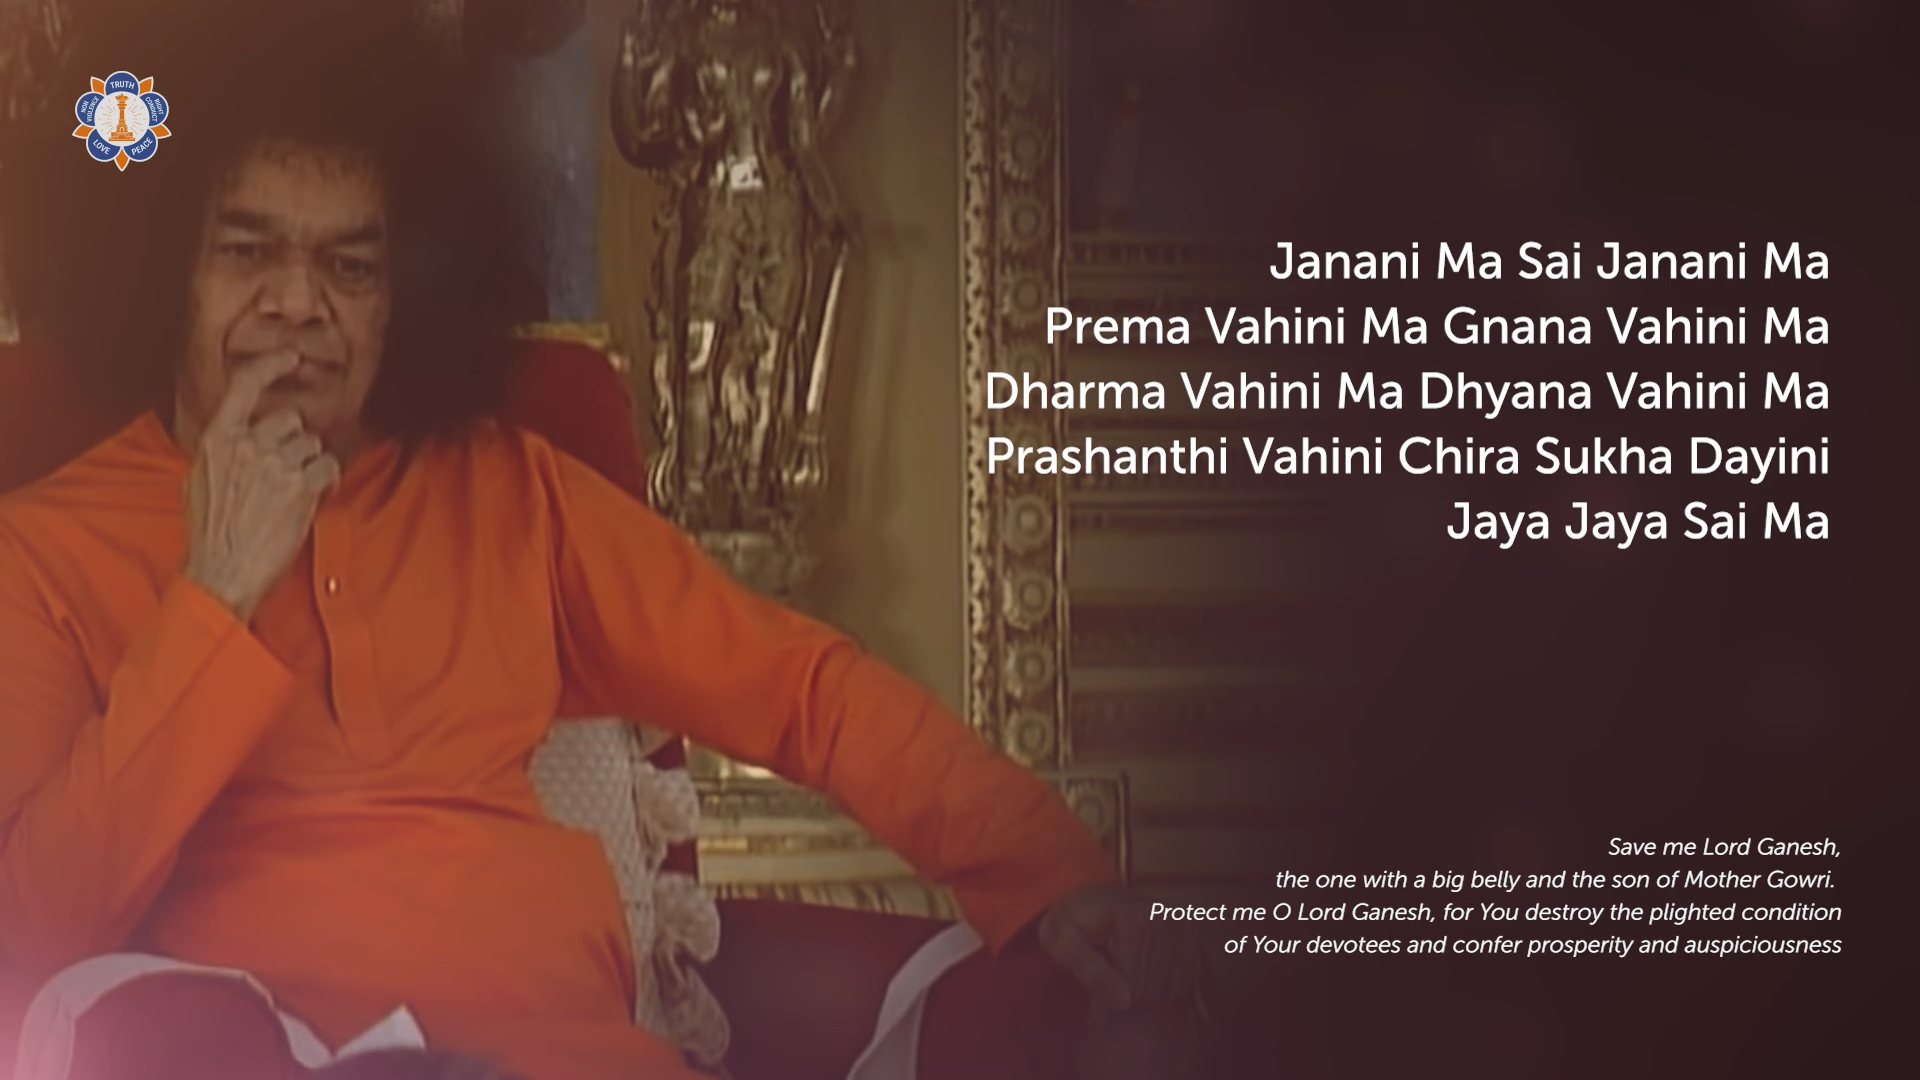 TRUTH
RIGHT CONDUCT
PEACE
LOVE
NON VIOLENCE
Janani Ma Sai Janani Ma
Prema Vahini Ma Gnana Vahini Ma
Dharma Vahini Ma Dhyana Vahini Ma
Prashanthi Vahini Chira Sukha Dayini
Jaya Jaya Sai Ma
Save me Lord Ganesh,
the one with a big belly and the son of Mother Gowri.
Protect me O Lord Ganesh, for You destroy the plighted condition
of Your devotees and confer prosperity and auspiciousness